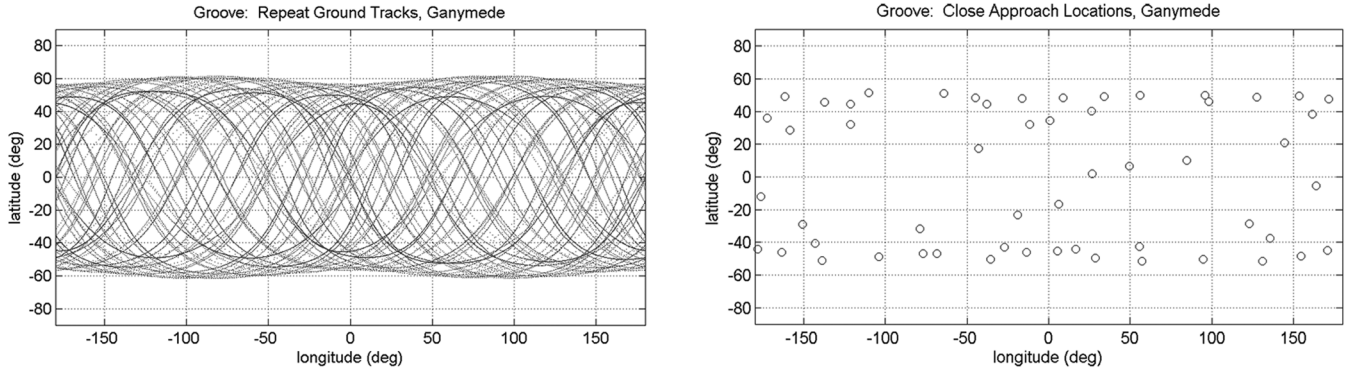 Groove: Repeat Ground Tracks, Ganymede
80
60
40
20
0
-20
-40
-60
-80
latitude (deg)
-150 -100 -50 0 50 100 150
longitude (deg)
Groove: Close Approach Locations, Ganymede
80
60
40
20
0
-20
-40
-60
-80
latitude (deg)
-150 -100 -50 0 50 100 150
longitude (deg)